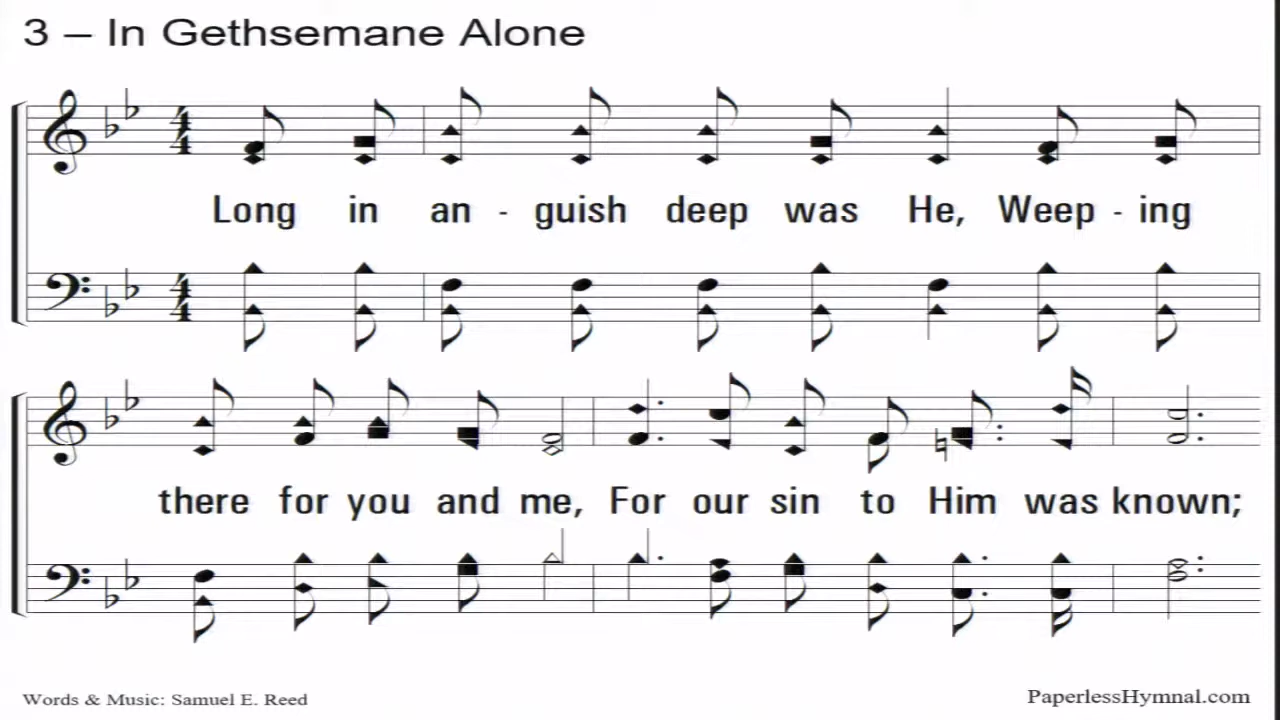 3 – In Gethsemane Alone
Long in an - guish deep was He, Weep - ing
there for you and me, For our sin to Him was known;
Words & Music: Samuel E. Reed
PaperlessHymnal.com